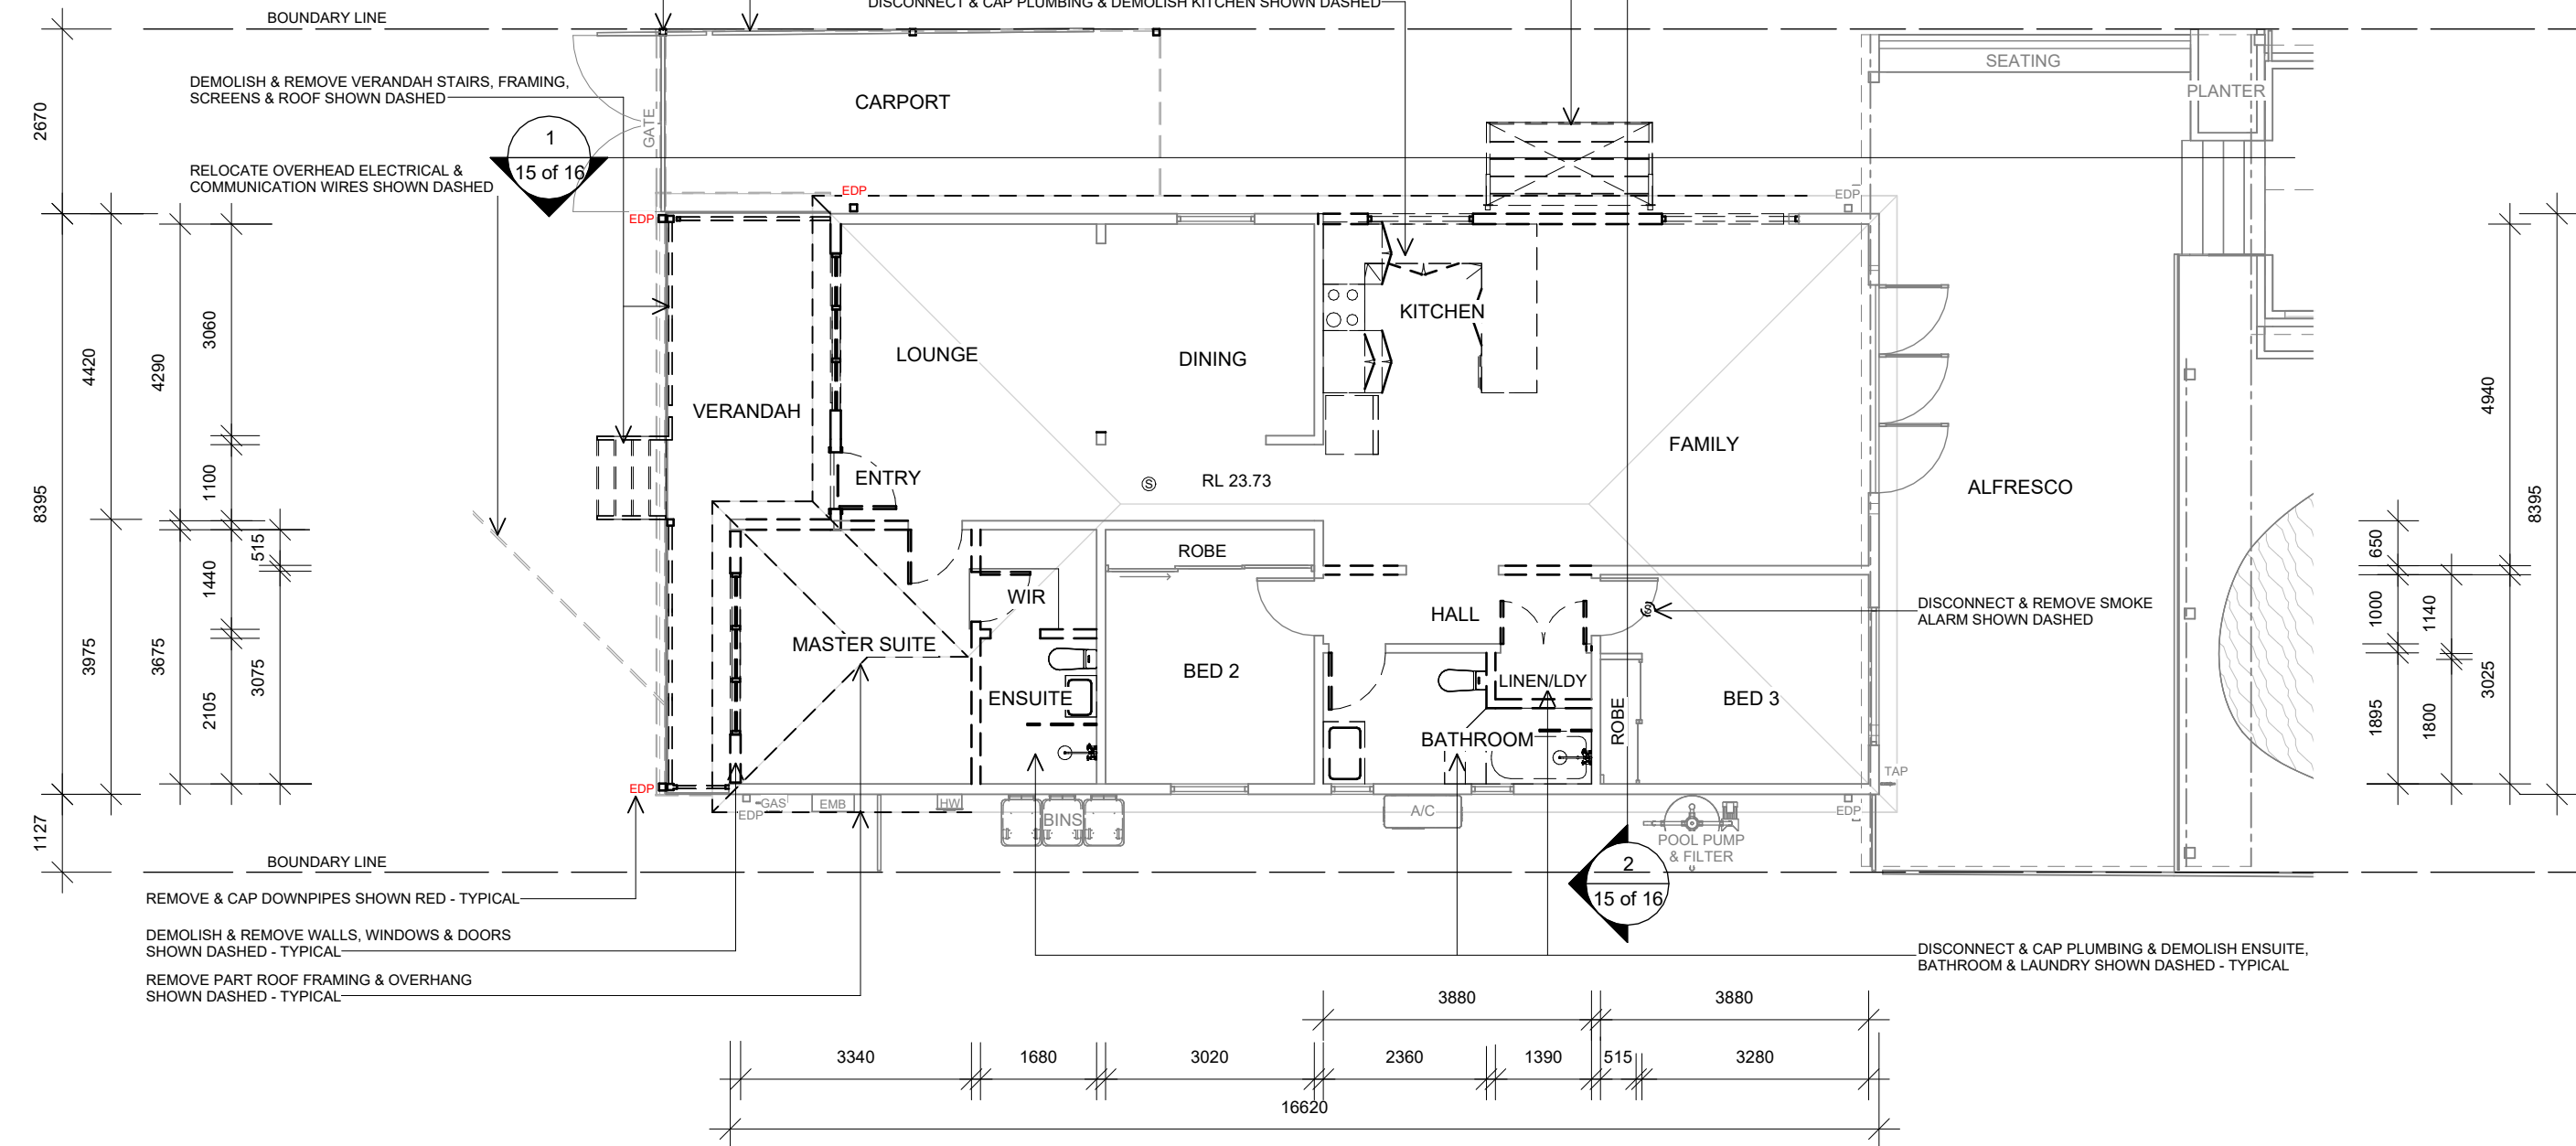 DISCONNECT & CAP PLUMBING & DEMOLISH KITCHEN SHOWN DASHED
BOUNDARY LINE
SEATING
PLANTER
DEMOLISH & REMOVE VERANDAH STAIRS, FRAMING,
SCREENS & ROOF SHOWN DASHED
CARPORT
GATE
2670
1
15 of 16
RELOCATE OVERHEAD ELECTRICAL &
COMMUNICATION WIRES SHOWN DASHED
EDP
EDP
EDP
KITCHEN
LOUNGE
DINING
VERANDAH
FAMILY
ENTRY
RL 23.73
S
ALFRESCO
8395
4420
4290
3060
1100
515
1440
3975
3675
2105
3075
1127
4940
8395
650
1000
1140
3025
1895
1800
ROBE
WIR
HALL
MASTER SUITE
BED 2
ENSUITE
LINEN/LDY
BED 3
ROBE
BATHROOM
S
DISCONNECT & REMOVE SMOKE
ALARM SHOWN DASHED
TAP
EDP
GAS
EMB
HW
EDP
BINS
A/C
EDP
POOL PUMP
& FILTER
BOUNDARY LINE
2
15 of 16
REMOVE & CAP DOWNPIPES SHOWN RED - TYPICAL
DEMOLISH & REMOVE WALLS, WINDOWS & DOORS
SHOWN DASHED - TYPICAL
REMOVE PART ROOF FRAMING & OVERHANG
SHOWN DASHED - TYPICAL
DISCONNECT & CAP PLUMBING & DEMOLISH ENSUITE,
BATHROOM & LAUNDRY SHOWN DASHED - TYPICAL
3880
3880
3340
1680
3020
2360
1390
515
3280
16620